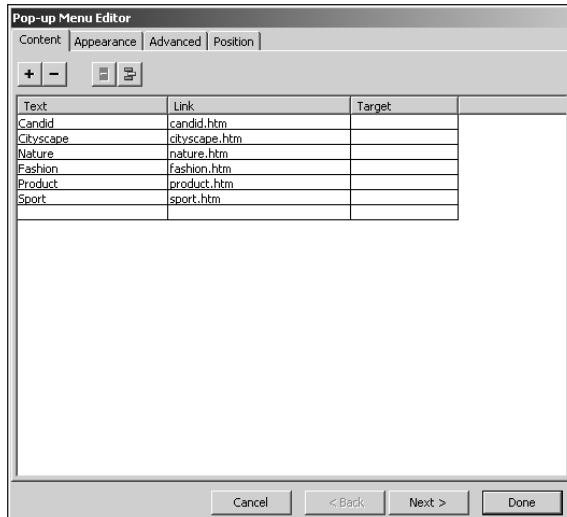 Pop-up Menu Editor
Content Appearance Advanced Position
+ -
Text Link Target
Candid candid.htm
Cityscape cityscape.htm
Nature nature.htm
Fashion fashion.htm
Product product.htm
Sport sport.htm
Cancel < Back Next > Done